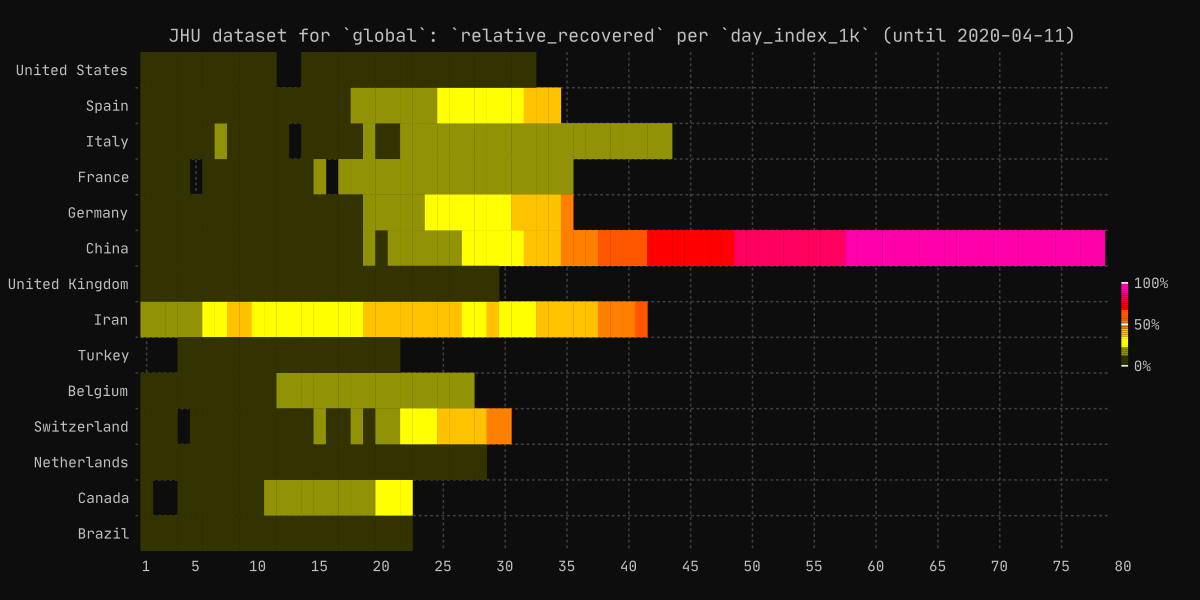 JHU dataset for `global`: `relative_recovered` per `day_index_1k` (until 2020-04-11)
United States
Spain
Italy
France
Germany
China
United Kingdom
Iran
Turkey
Belgium
Switzerland
Netherlands
Canada
Brazil
100%
50%
0%
1 5 10 15 20 25 30 35 40 45 50 55 60 65 70 75 80